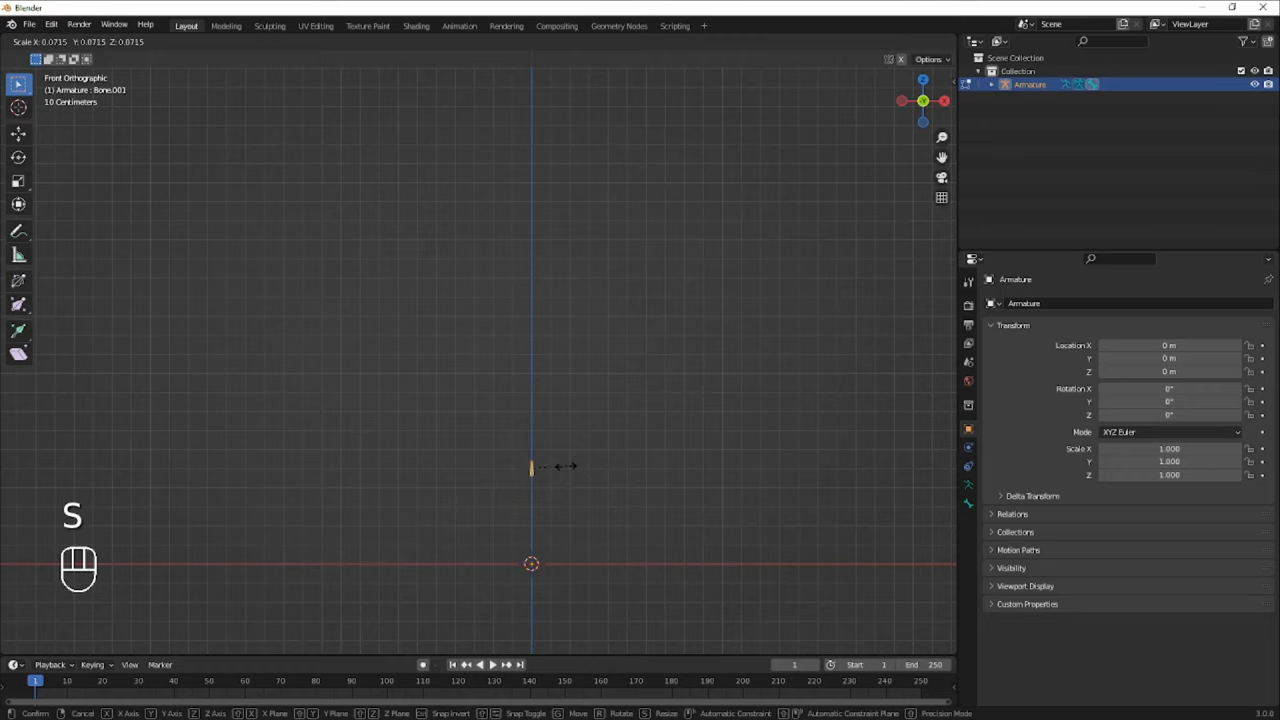 Blender
File Edit Render Window Help Layout Modeling Sculpting UV Editing Texture Paint Shading Animation Rendering Compositing Geometry Nodes Scripting + Scene ViewLayer
Scale X: 0.0715 Y: 0.0715 Z: 0.0715
X Options
Front Orthographic
(1) Armature : Bone.001
10 Centimeters
Z
X
Y
Scene Collection
Collection
Armature
Armature
Armature
Transform
Location X 0 m
Y 0 m
Z 0 m
Rotation X 0°
Y 0°
Z 0°
Mode XYZ Euler
Scale X 1.000
Y 1.000
Z 1.000
Delta Transform
Relations
Collections
Motion Paths
Visibility
Viewport Display
Custom Properties
S
Playback Keying View Marker 1 Start 1 End 250
1 10 20 30 40 50 60 70 80 90 100 110 120 130 140 150 160 170 180 190 200 210 220 230 240 250
Confirm Cancel X X Axis Y Y Axis Z Z Axis X X Plane Y Y Plane Z Z Plane Ctrl Snap Invert Snap Toggle G Move R Rotate S Resize Automatic Constraint Automatic Constraint Plane Precision Mode 3.0.0